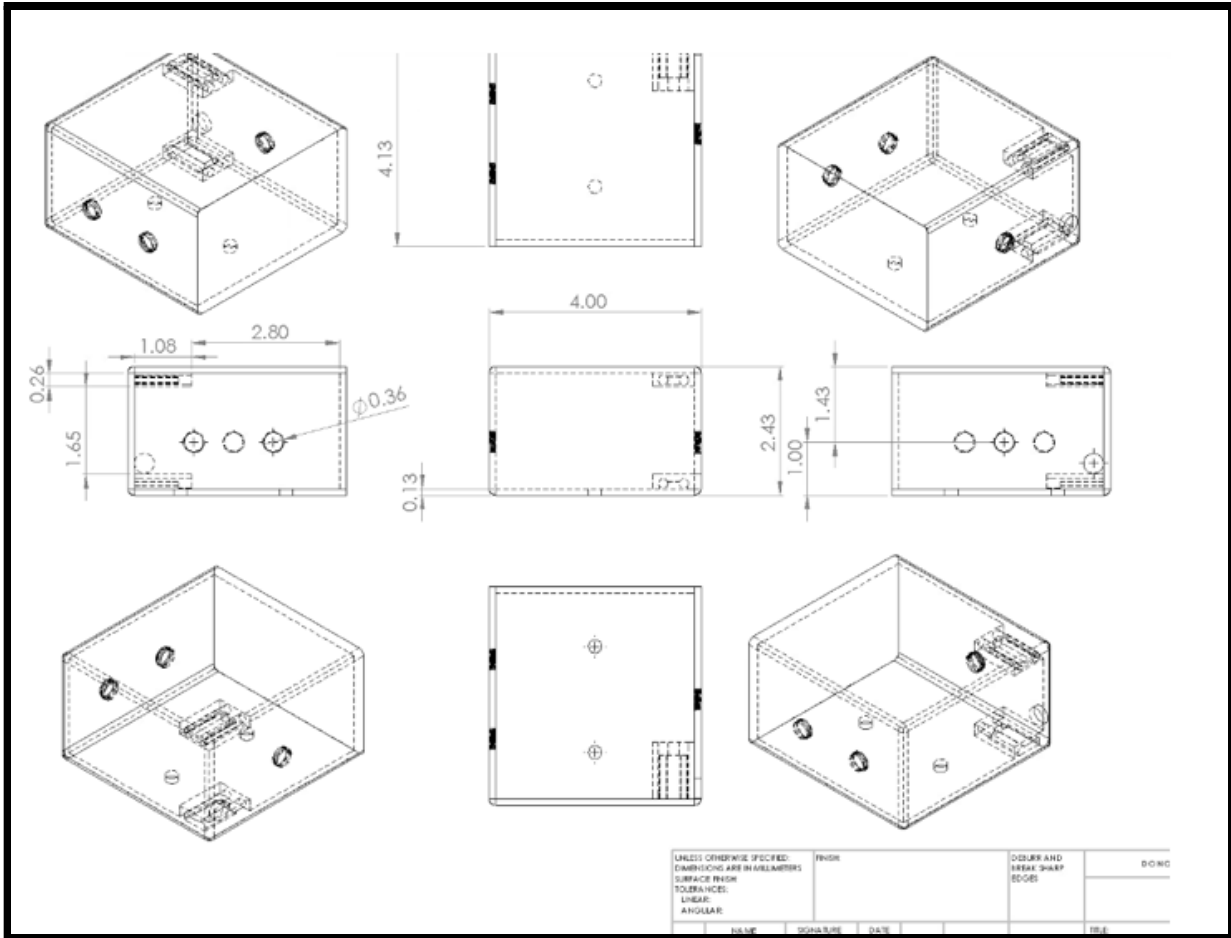 4.13
4.00
1.08
2.80
0.26
Ø0.36
1.65
0.13
2.43
1.43
1.00
UNLESS OTHERWISE SPECIFIED:
DIMENSIONS ARE IN MILLIMETERS
SURFACE FINISH:
TOLERANCES:
LINEAR:
ANGULAR:
FINISH:
DEBURR AND
BREAK SHARP
EDGES
DO NO
NAME
SIGNATURE
DATE
TITLE: